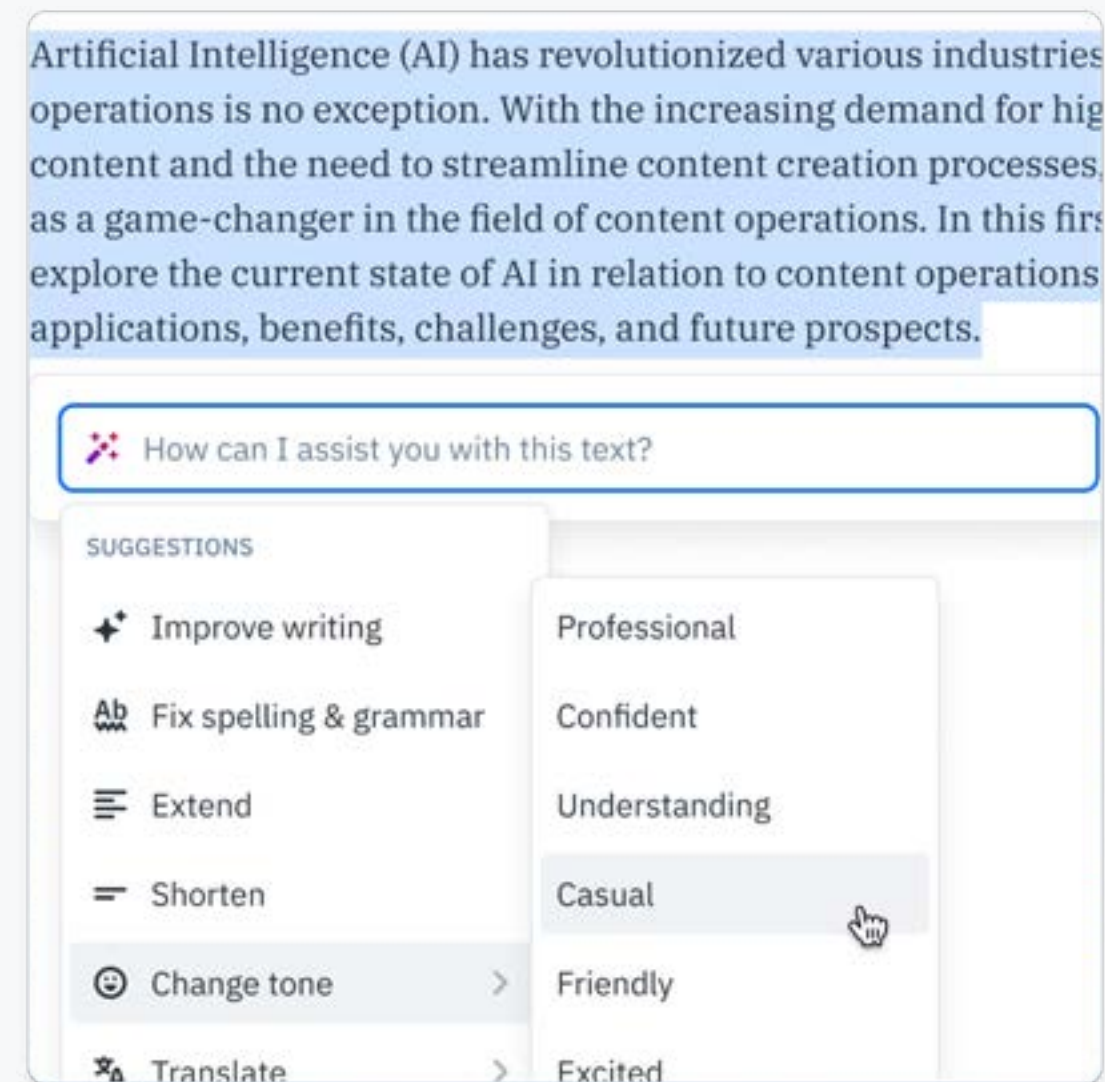 Artificial Intelligence (AI) has revolutionized various industries
operations is no exception. With the increasing demand for hig
content and the need to streamline content creation processes,
as a game-changer in the field of content operations. In this firs
explore the current state of AI in relation to content operations
applications, benefits, challenges, and future prospects.
How can I assist you with this text?
SUGGESTIONS
Improve writing
Ab Fix spelling & grammar
Extend
Shorten
Change tone
Translate
Professional
Confident
Understanding
Casual
Friendly
Excited